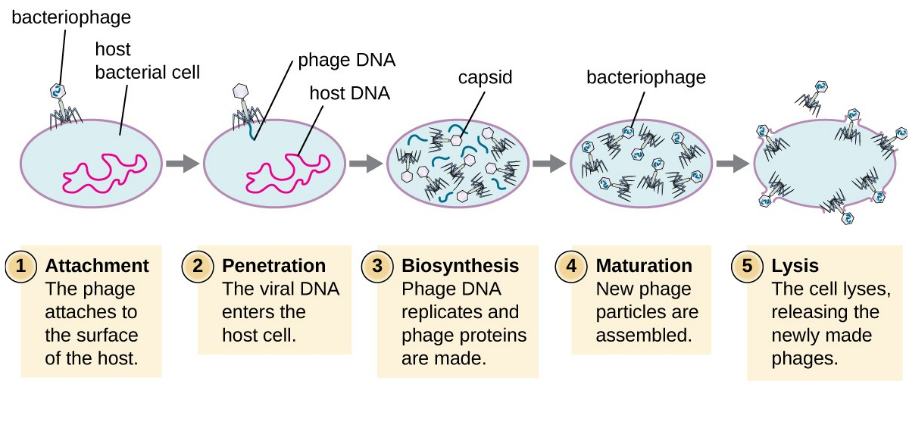 bacteriophage
host
bacterial cell
phage DNA
host DNA
capsid
bacteriophage
1 Attachment
The phage
attaches to
the surface
of the host.
2 Penetration
The viral DNA
enters the
host cell.
3 Biosynthesis
Phage DNA
replicates and
phage proteins
are made.
4 Maturation
New phage
particles are
assembled.
5 Lysis
The cell lyses,
releasing the
newly made
phages.